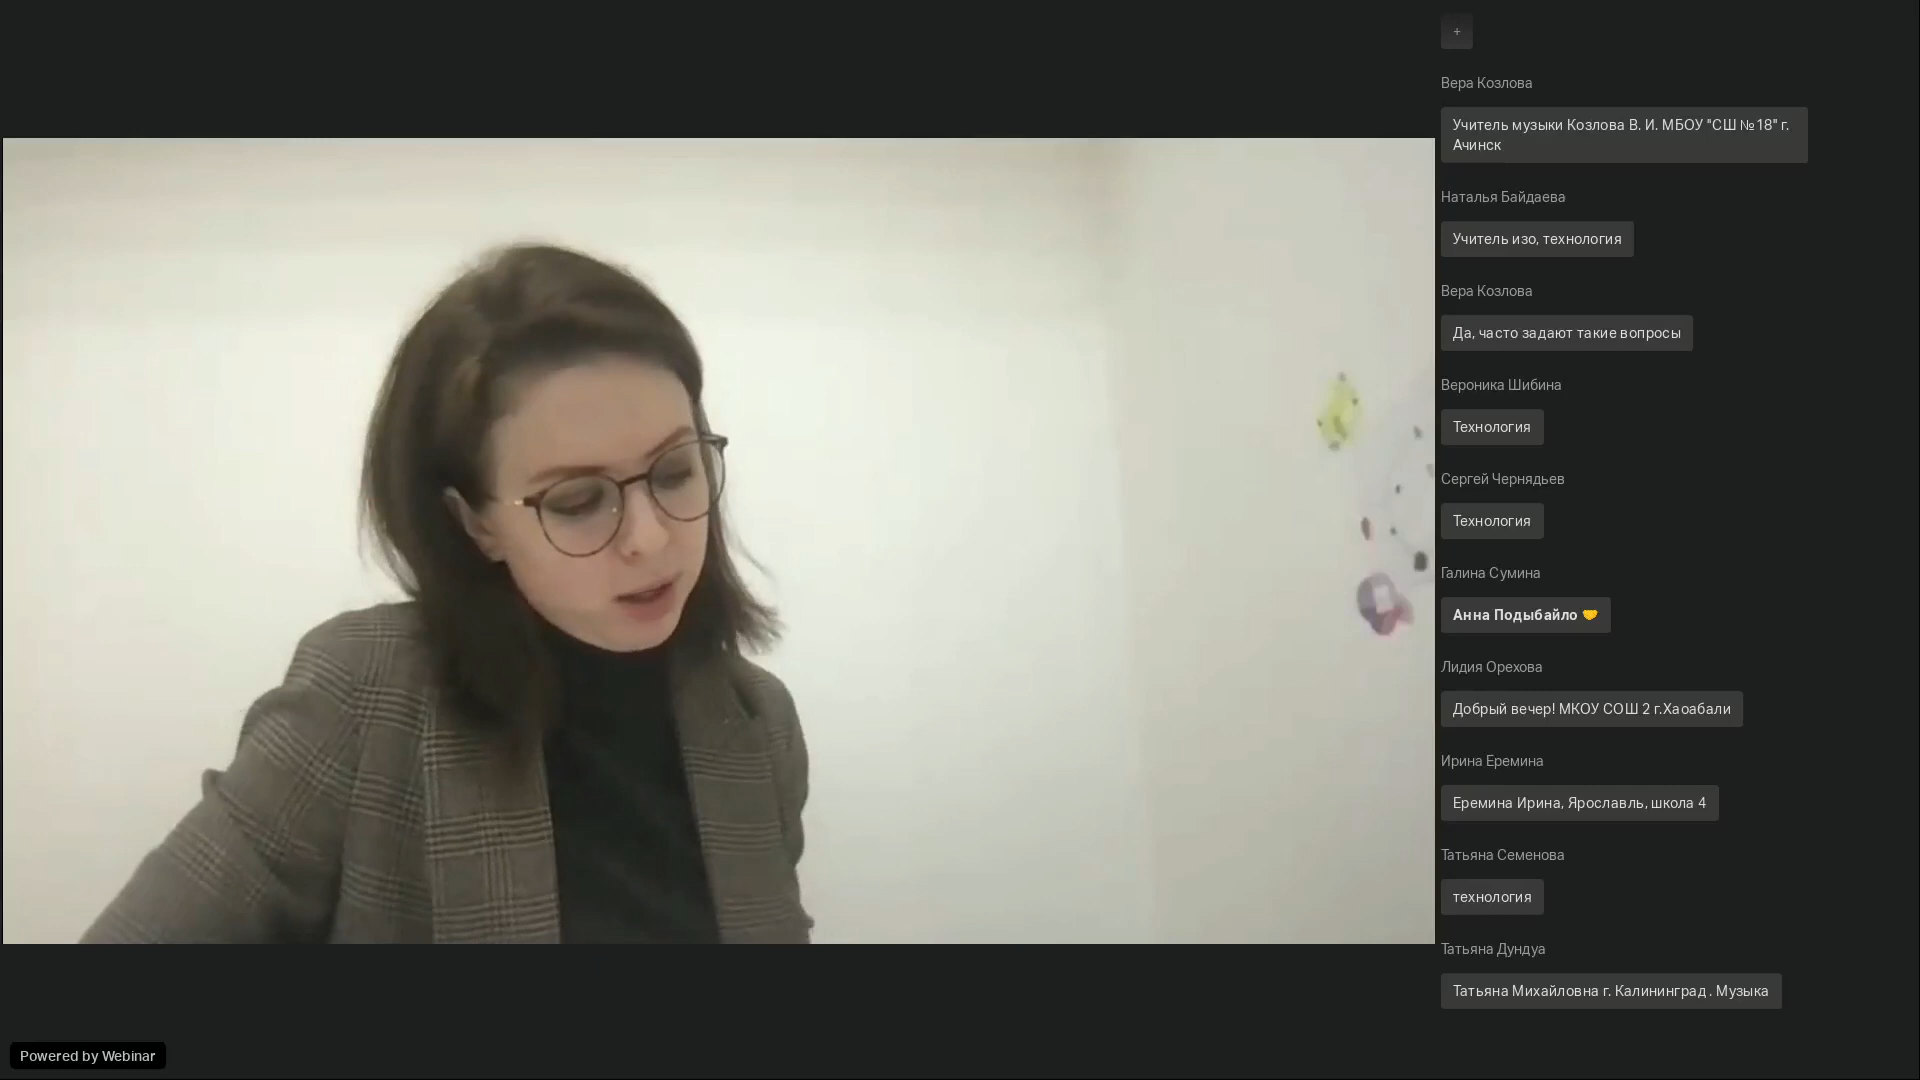 +
Вера Козлова
Учитель музыки Козлова В. И. МБОУ "СШ №18" г.
Ачинск
Наталья Байдаева
Учитель изо, технология
Вера Козлова
Да, часто задают такие вопросы
Вероника Шибина
Технология
Сергей Чернядьев
Технология
Галина Сумина
Анна Подыбайло 🤝
Лидия Орехова
Добрый вечер! МКОУ СОШ 2 г.Хаоабали
Ирина Еремина
Еремина Ирина, Ярославль, школа 4
Татьяна Семенова
технология
Татьяна Дундуа
Татьяна Михайловна г. Калининград . Музыка
Powered by Webinar